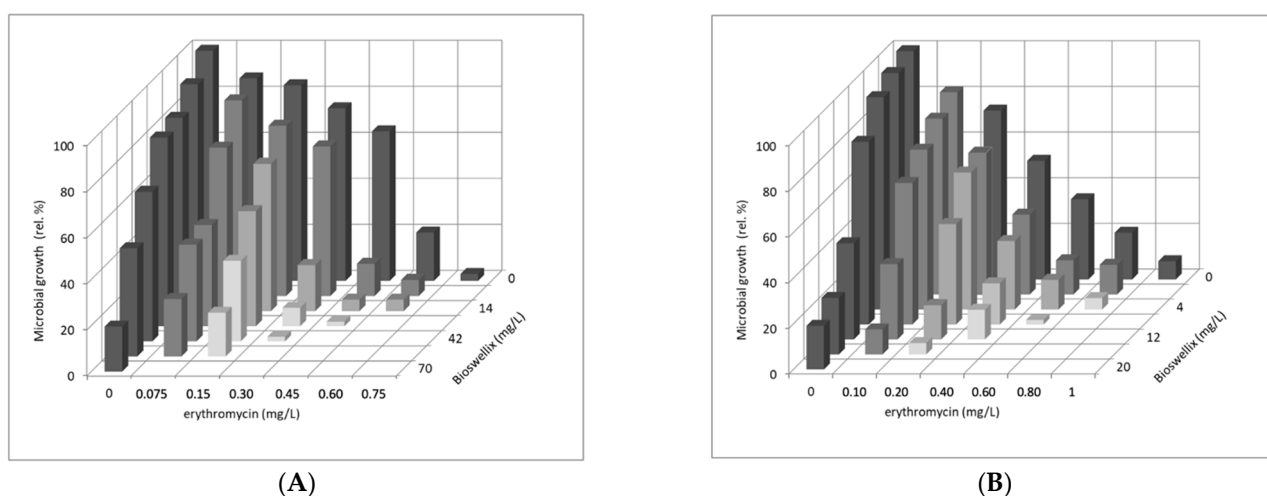 100
80
60
40
20
0
Microbial growth (rel. %)
0 0.075 0.15 0.30 0.45 0.60 0.75
erythromycin (mg/L)
0
14
42
70
Bioswellix (mg/L)
(A)
100
80
60
40
20
0
Microbial growth (rel. %)
0 0.10 0.20 0.40 0.60 0.80 1
erythromycin (mg/L)
0
4
12
20
Bioswellix (mg/L)
(B)